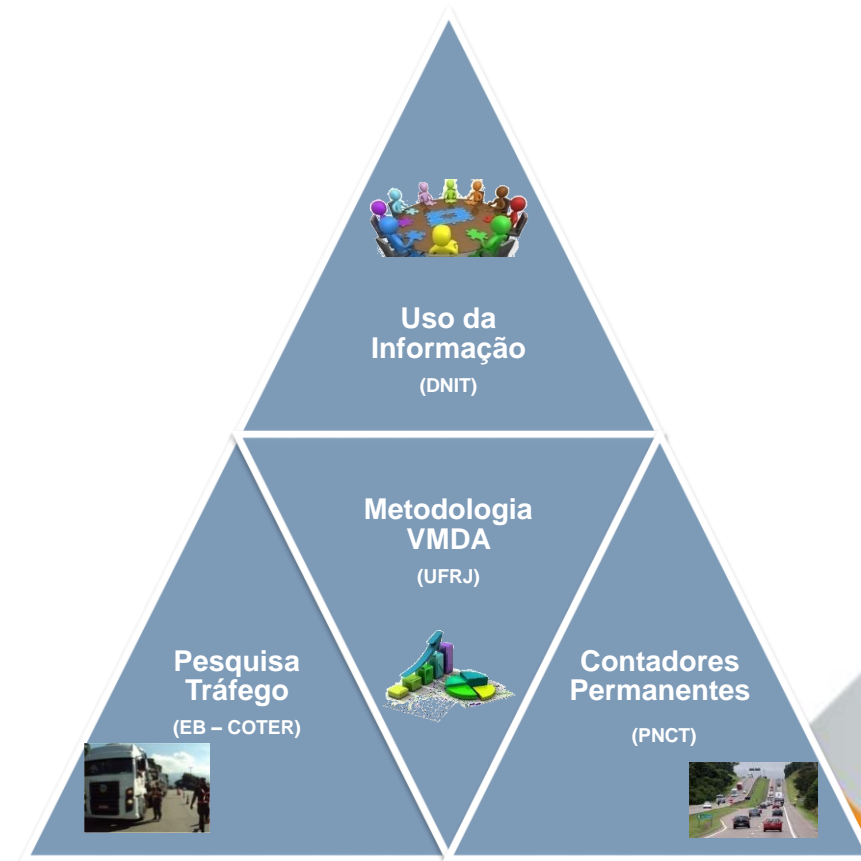 Uso da
Informação
(DNIT)
Metodologia
VMDA
(UFRJ)
Pesquisa
Tráfego
(EB – COTER)
Contadores
Permanentes
(PNCT)